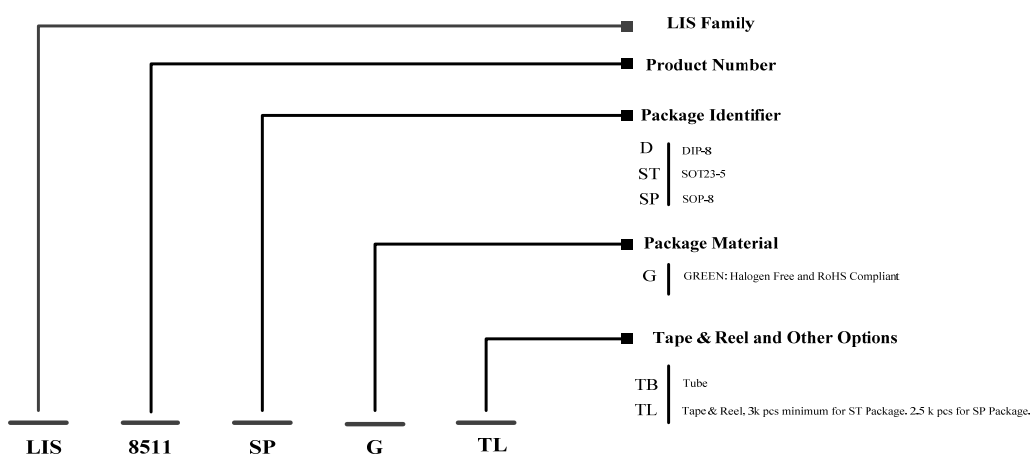 LIS Family
Product Number
Package Identifier
D DIP-8
ST SOT23-5
SP SOP-8
Package Material
G GREEN: Halogen Free and RoHS Compliant
Tape & Reel and Other Options
TB Tube
TL Tape & Reel, 3k pcs minimum for ST Package. 2.5 k pcs for SP Package.
LIS 8511 SP G TL